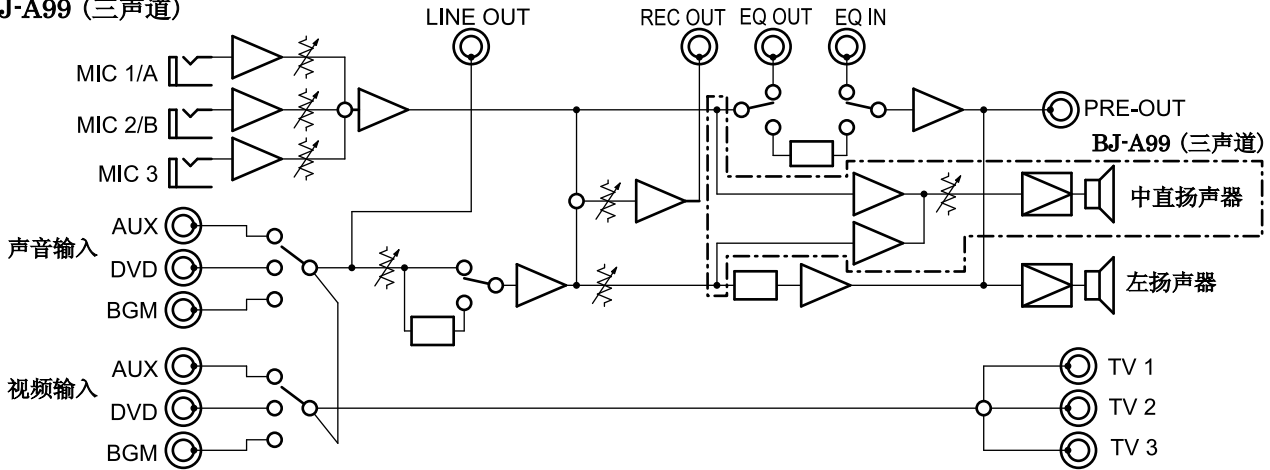 J-A99 (三声道)
LINE OUT
REC OUT
EQ OUT
EQ IN
MIC 1/A
MIC 2/B
MIC 3
PRE-OUT
BJ-A99 (三声道)
中直扬声器
声音输入
AUX
DVD
BGM
左扬声器
视频输入
AUX
DVD
BGM
TV 1
TV 2
TV 3